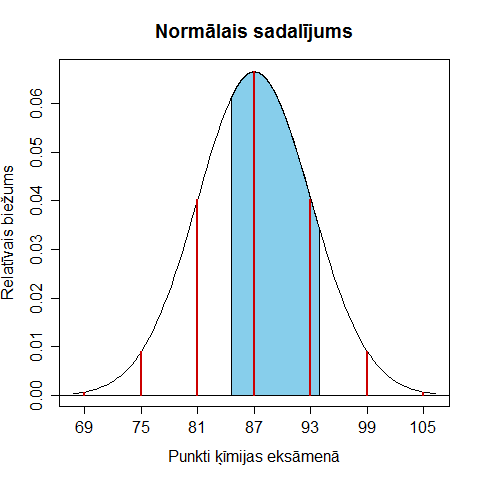 Normālais sadalījums
Relatīvais biežums
0.06
0.05
0.04
0.03
0.02
0.01
0.00
69 75 81 87 93 99 105
Punkti ķīmijas eksāmenā